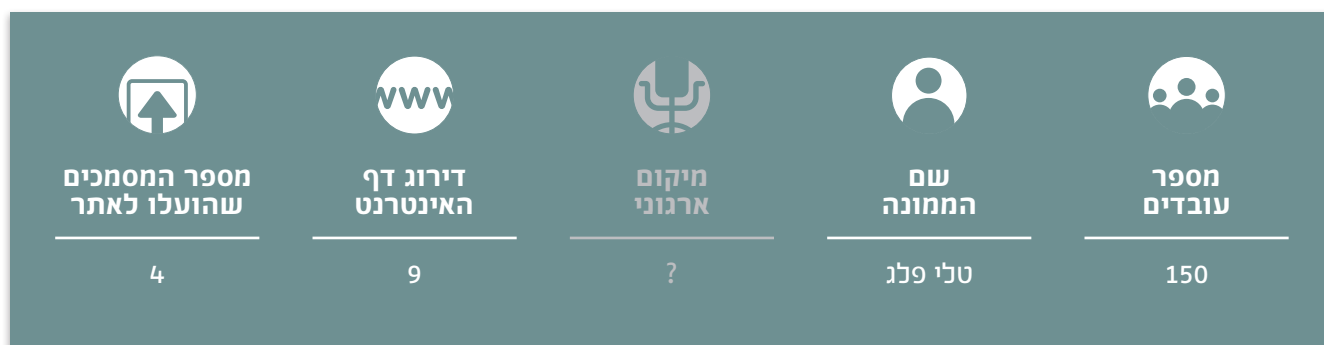 מספר
עובדים
150
שם
הממונה
טלי פלג
מיקום
ארגוני
?
www
דירוג דף
האינטרנט
9
מספר המסמכים
שהועלו לאתר
4